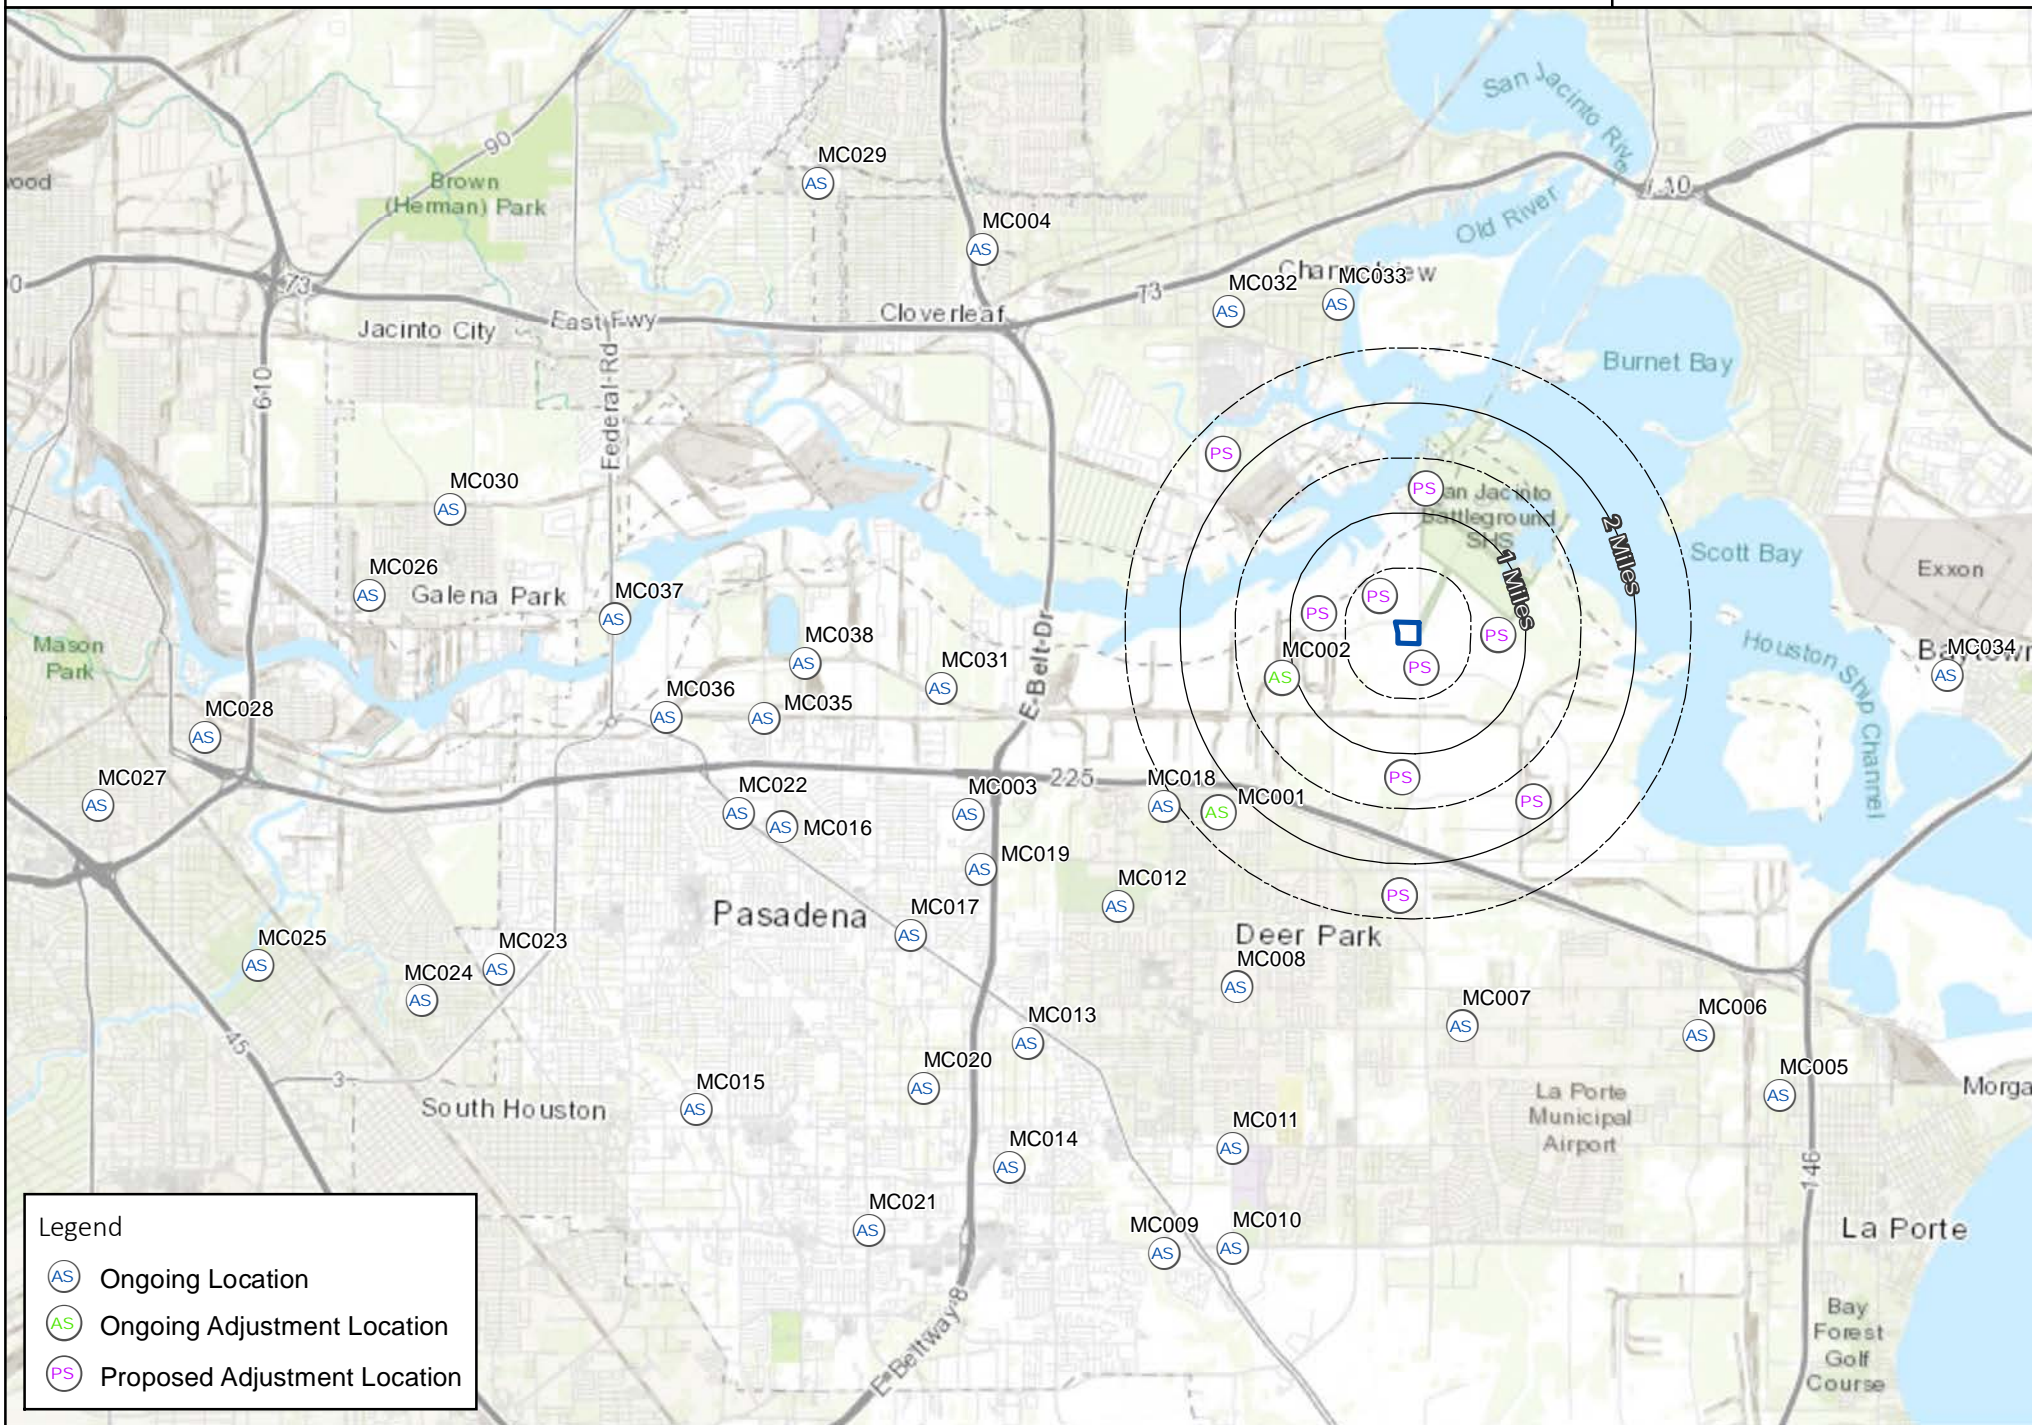 San Jacinto River
90
MC029
Brown
(Herman) Park
MC004
Old River
MC032
MC033
73
73
Cloverleaf
East Fwy
Jacinto City
Burnet Bay
610
Federal Rd
PS
MC030
PS
San Jacinto
Battleground
SHS
2 Miles
Scott Bay
1 Miles
Exxon
MC026
Galena Park
MC037
PS
PS
PS
PS
Mason
Park
MC038
MC002
Houston Ship Channel
MC034
MC031
E Belt Dr
MC036
MC035
MC028
MC027
MC022
MC016
MC003
225
MC018
MC001
PS
PS
MC019
MC012
PS
Pasadena
MC017
Deer Park
MC025
MC023
MC024
MC008
MC007
MC006
MC013
45
3
MC020
MC015
South Houston
MC005
La Porte
Municipal
Airport
MC011
MC014
146
MC021
MC009
MC010
La Porte
E Beltway 8
Bay
Forest
Golf
Course
Legend
AS Ongoing Location
AS Ongoing Adjustment Location
PS Proposed Adjustment Location